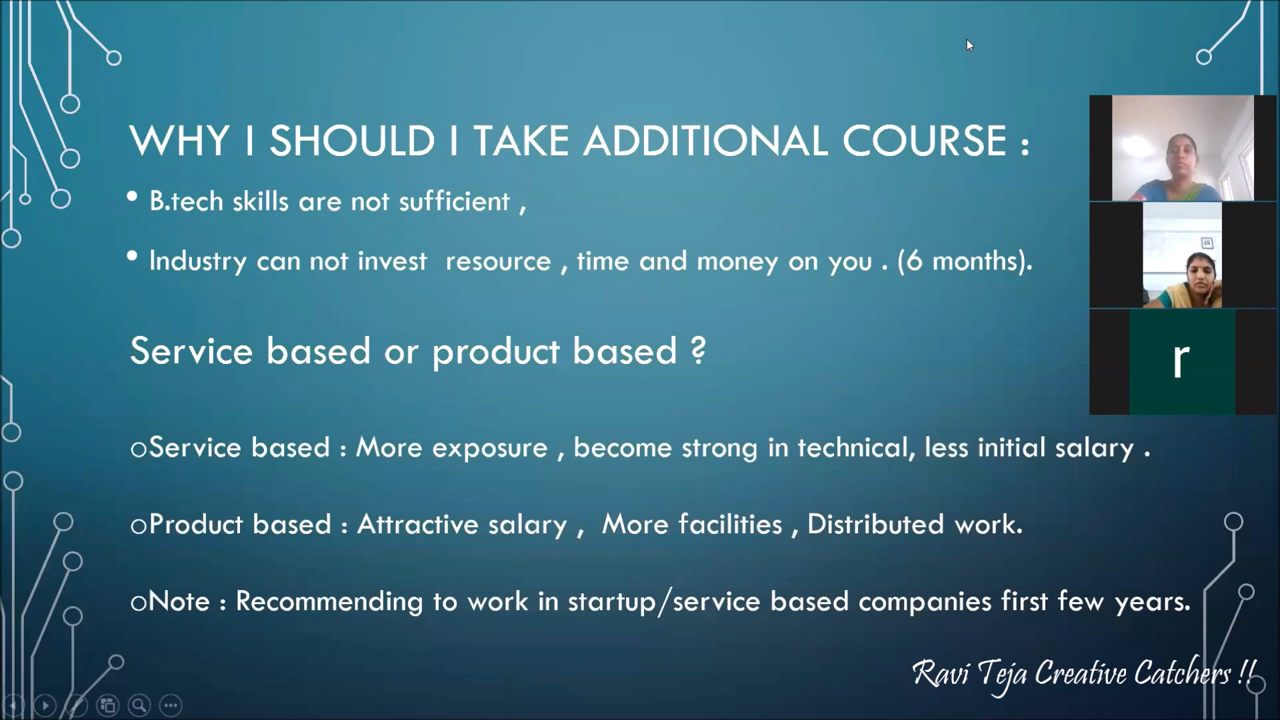 WHY I SHOULD I TAKE ADDITIONAL COURSE :
• B.tech skills are not sufficient ,
• Industry can not invest resource , time and money on you . (6 months).
Service based or product based ?
oService based : More exposure , become strong in technical, less initial salary .
oProduct based : Attractive salary , More facilities , Distributed work.
oNote : Recommending to work in startup/service based companies first few years.
Ravi Teja Creative Catchers !!
r